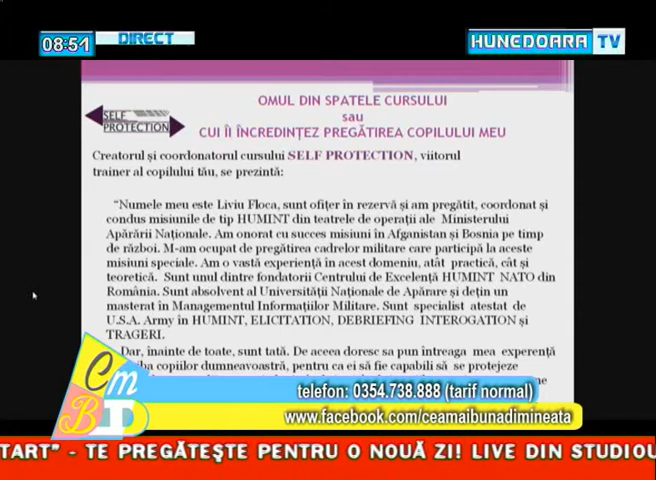 08:51
DIRECT
HUNEDOARA TV
SELF
PROTECTION
OMUL DIN SPATELE CURSULUI
sau
CUI ÎI ÎNCREDINȚEZ PREGĂTIREA COPILULUI MEU
Creatorul și coordonatorul cursului SELF PROTECTION, viitorul
trainer al copilului tău, se prezintă:
“Numele meu este Liviu Floca, sunt ofițer în rezervă și am pregătit, coordonat și
condus misiunile de tip HUMINT din teatrele de operații ale Ministerului
Apărării Naționale. Am onorat cu succes misiuni în Afganistan și Bosnia pe timp
de război. M-am ocupat de pregătirea cadrelor militare care participă la aceste
misiuni speciale. Am o vastă experiență în acest domeniu, atât practică, cât și
teoretică. Sunt unul dintre fondatorii Centrului de Excelență HUMINT NATO din
România. Sunt absolvent al Universității Naționale de Apărare și dețin un
masterat în Managementul Informațiilor Militare. Sunt specialist atestat de
U.S.A. Army în HUMINT, ELICITATION, DEBRIEFING INTEROGATION și
TRAGERI.
Dar, înainte de toate, sunt tată. De aceea doresc sa pun întreaga mea experență
copiilor dumneavoastră, pentru ca ei să fie capabili să se protejeze
CmBD
telefon: 0354.738.888 (tarif normal)
www.facebook.com/ceamaibunadimineata
START” - TE PREGĂTEȘTE PENTRU O NOUĂ ZI! LIVE DIN STUDIOU